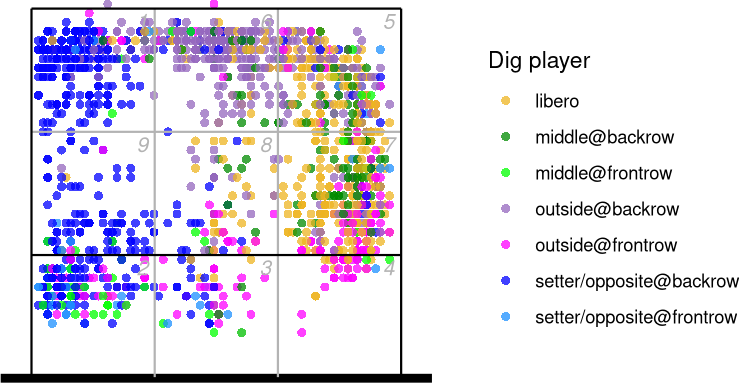 1 6 5
Dig player
libero
middle@backrow
9 8 7
middle@frontrow
outside@backrow
outside@frontrow
2 3 4
setter/opposite@backrow
setter/opposite@frontrow